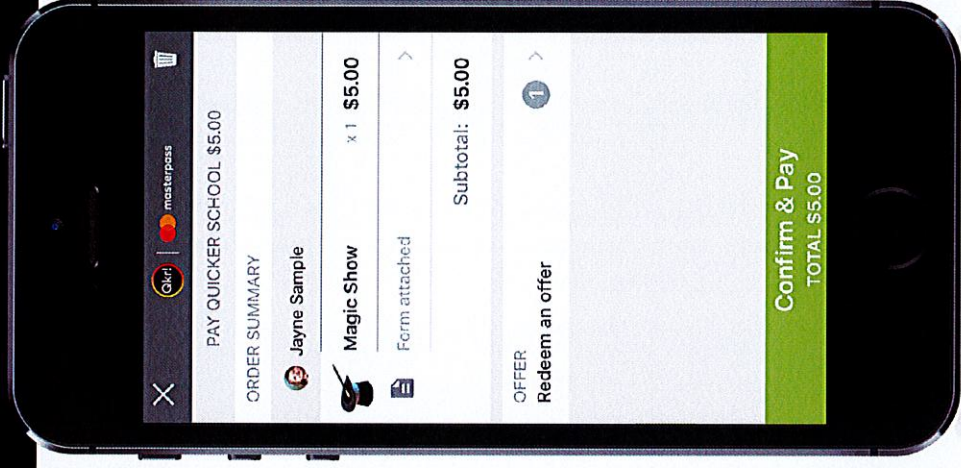 Qkr! masterpass
PAY QUICKER SCHOOL $5.00
ORDER SUMMARY
Jayne Sample
Magic Show x 1 $5.00
Form attached
Subtotal: $5.00
OFFER
Redeem an offer 1
Confirm & Pay
TOTAL $5.00